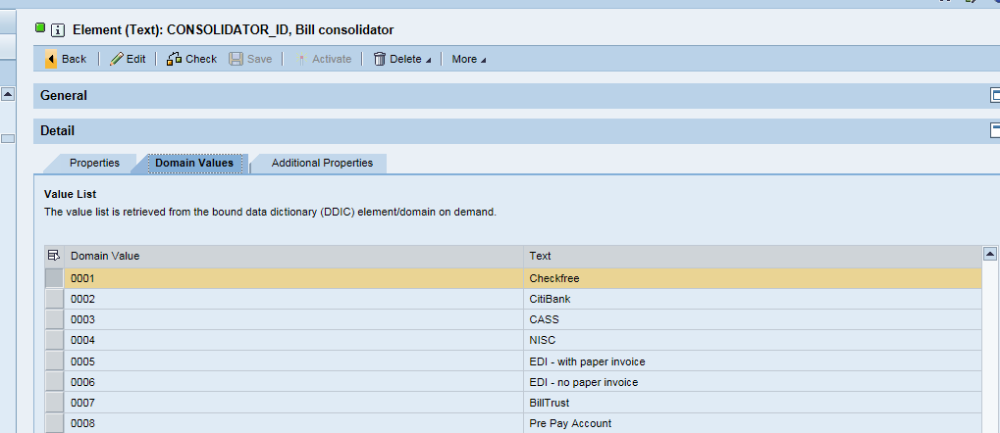 Element (Text): CONSOLIDATOR_ID, Bill consolidator
Back Edit Check Save Activate Delete More
General
Detail
Properties Domain Values Additional Properties
Value List
The value list is retrieved from the bound data dictionary (DDIC) element/domain on demand.
Domain Value Text
0001 Checkfree
0002 CitiBank
0003 CASS
0004 NISC
0005 EDI - with paper invoice
0006 EDI - no paper invoice
0007 BillTrust
0008 Pre Pay Account